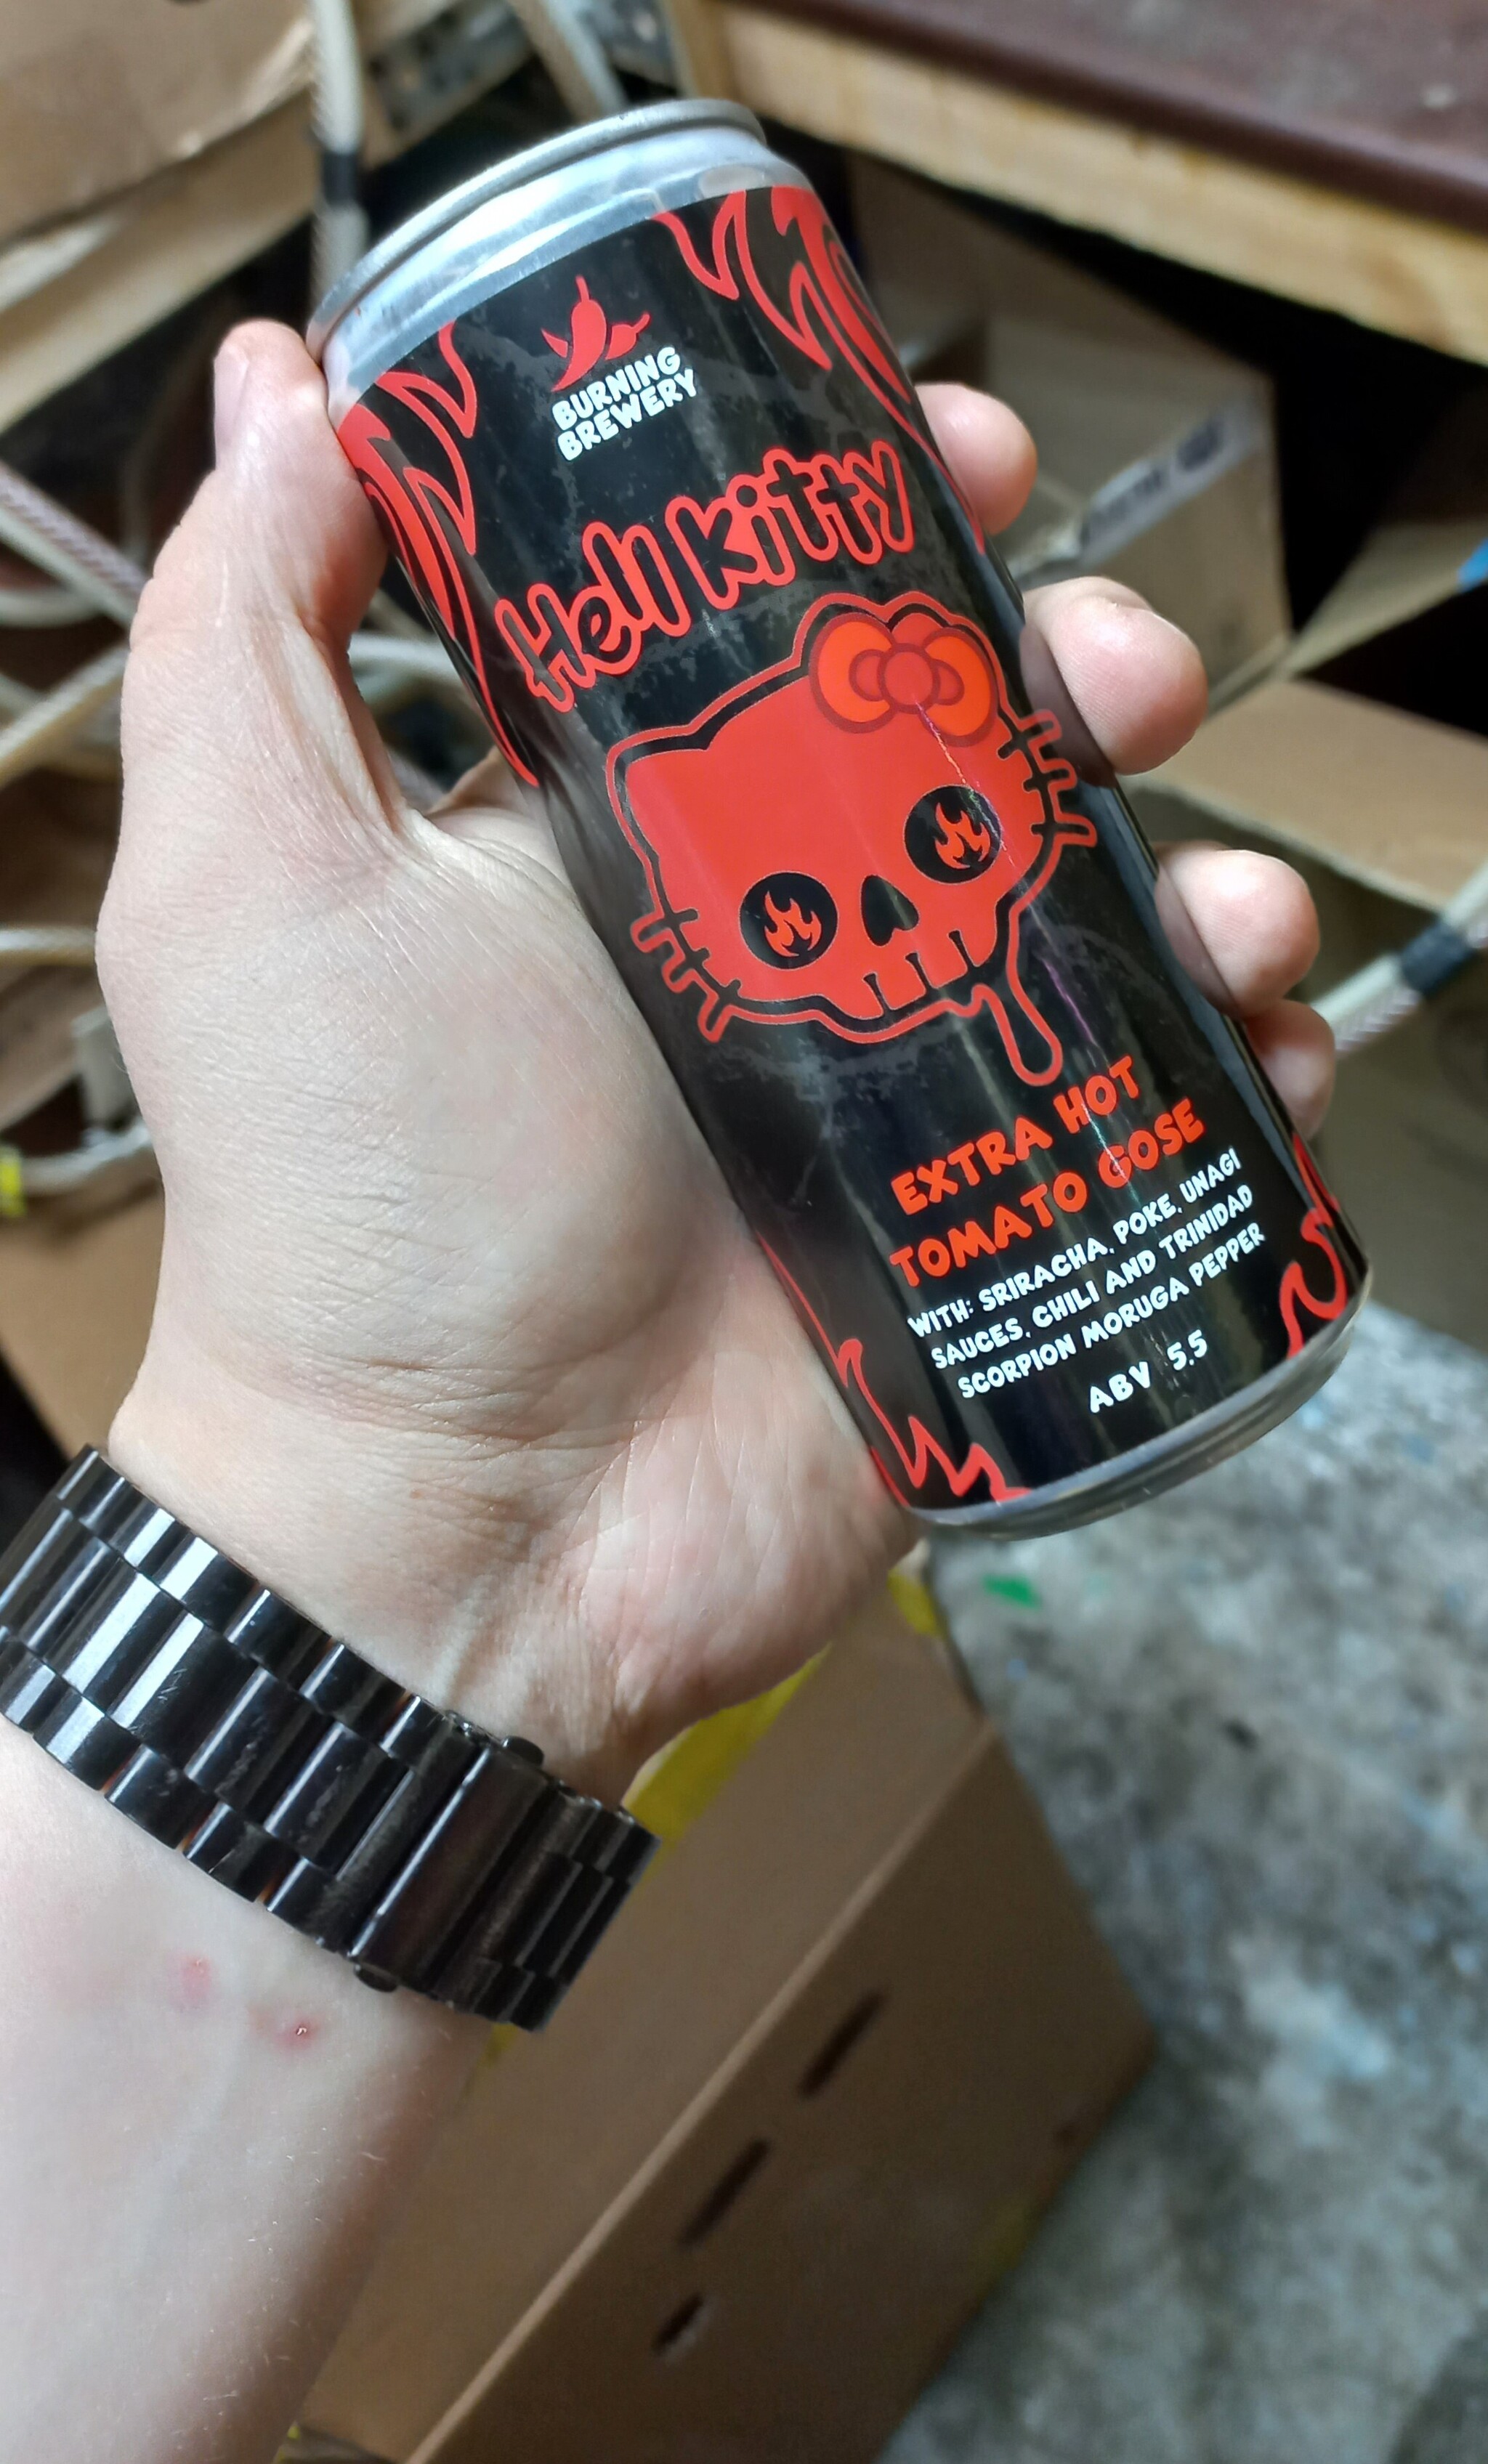 BURNING
BREWERY
Hell Kitty
EXTRA HOT
TOMATO GOSE
WITH: SRIRACHA, POKE, UNAGI
SAUCES, CHILI AND TRINIDAD
SCORPION MORUGA PEPPER
ABV 5.5